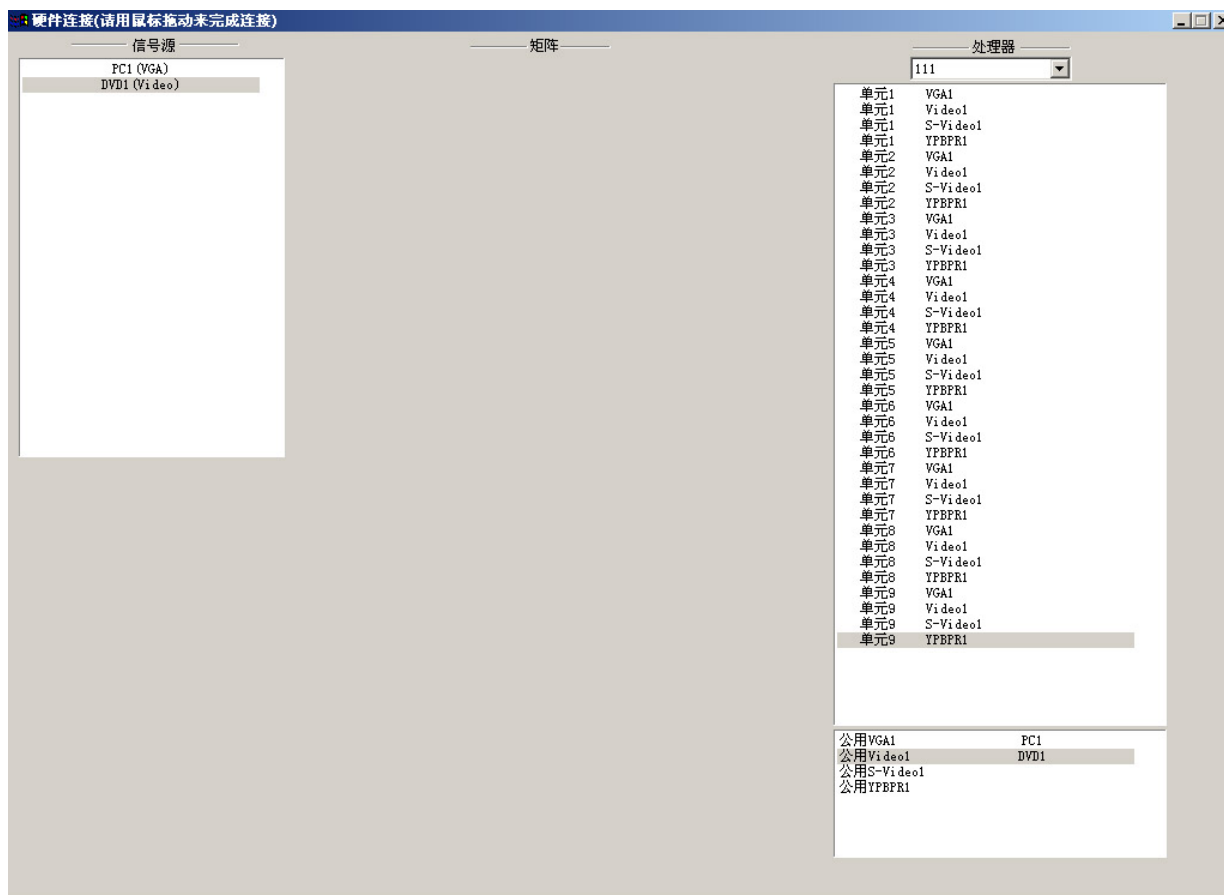 硬件连接(请用鼠标拖动来完成连接)
信号源
PC1(VGA)
DVD1(Video)
矩阵
处理器
111
单元1 VGA1
单元1 Video1
单元1 S-Video1
单元1 YPBPR1
单元2 VGA1
单元2 Video1
单元2 S-Video1
单元2 YPBPR1
单元3 VGA1
单元3 Video1
单元3 S-Video1
单元3 YPBPR1
单元4 VGA1
单元4 Video1
单元4 S-Video1
单元4 YPBPR1
单元5 VGA1
单元5 Video1
单元5 S-Video1
单元5 YPBPR1
单元6 VGA1
单元6 Video1
单元6 S-Video1
单元6 YPBPR1
单元7 VGA1
单元7 Video1
单元7 S-Video1
单元7 YPBPR1
单元8 VGA1
单元8 Video1
单元8 S-Video1
单元8 YPBPR1
单元9 VGA1
单元9 Video1
单元9 S-Video1
单元9 YPBPR1
公用VGA1 PC1
公用Video1 DVD1
公用S-Video1
公用YPBPR1